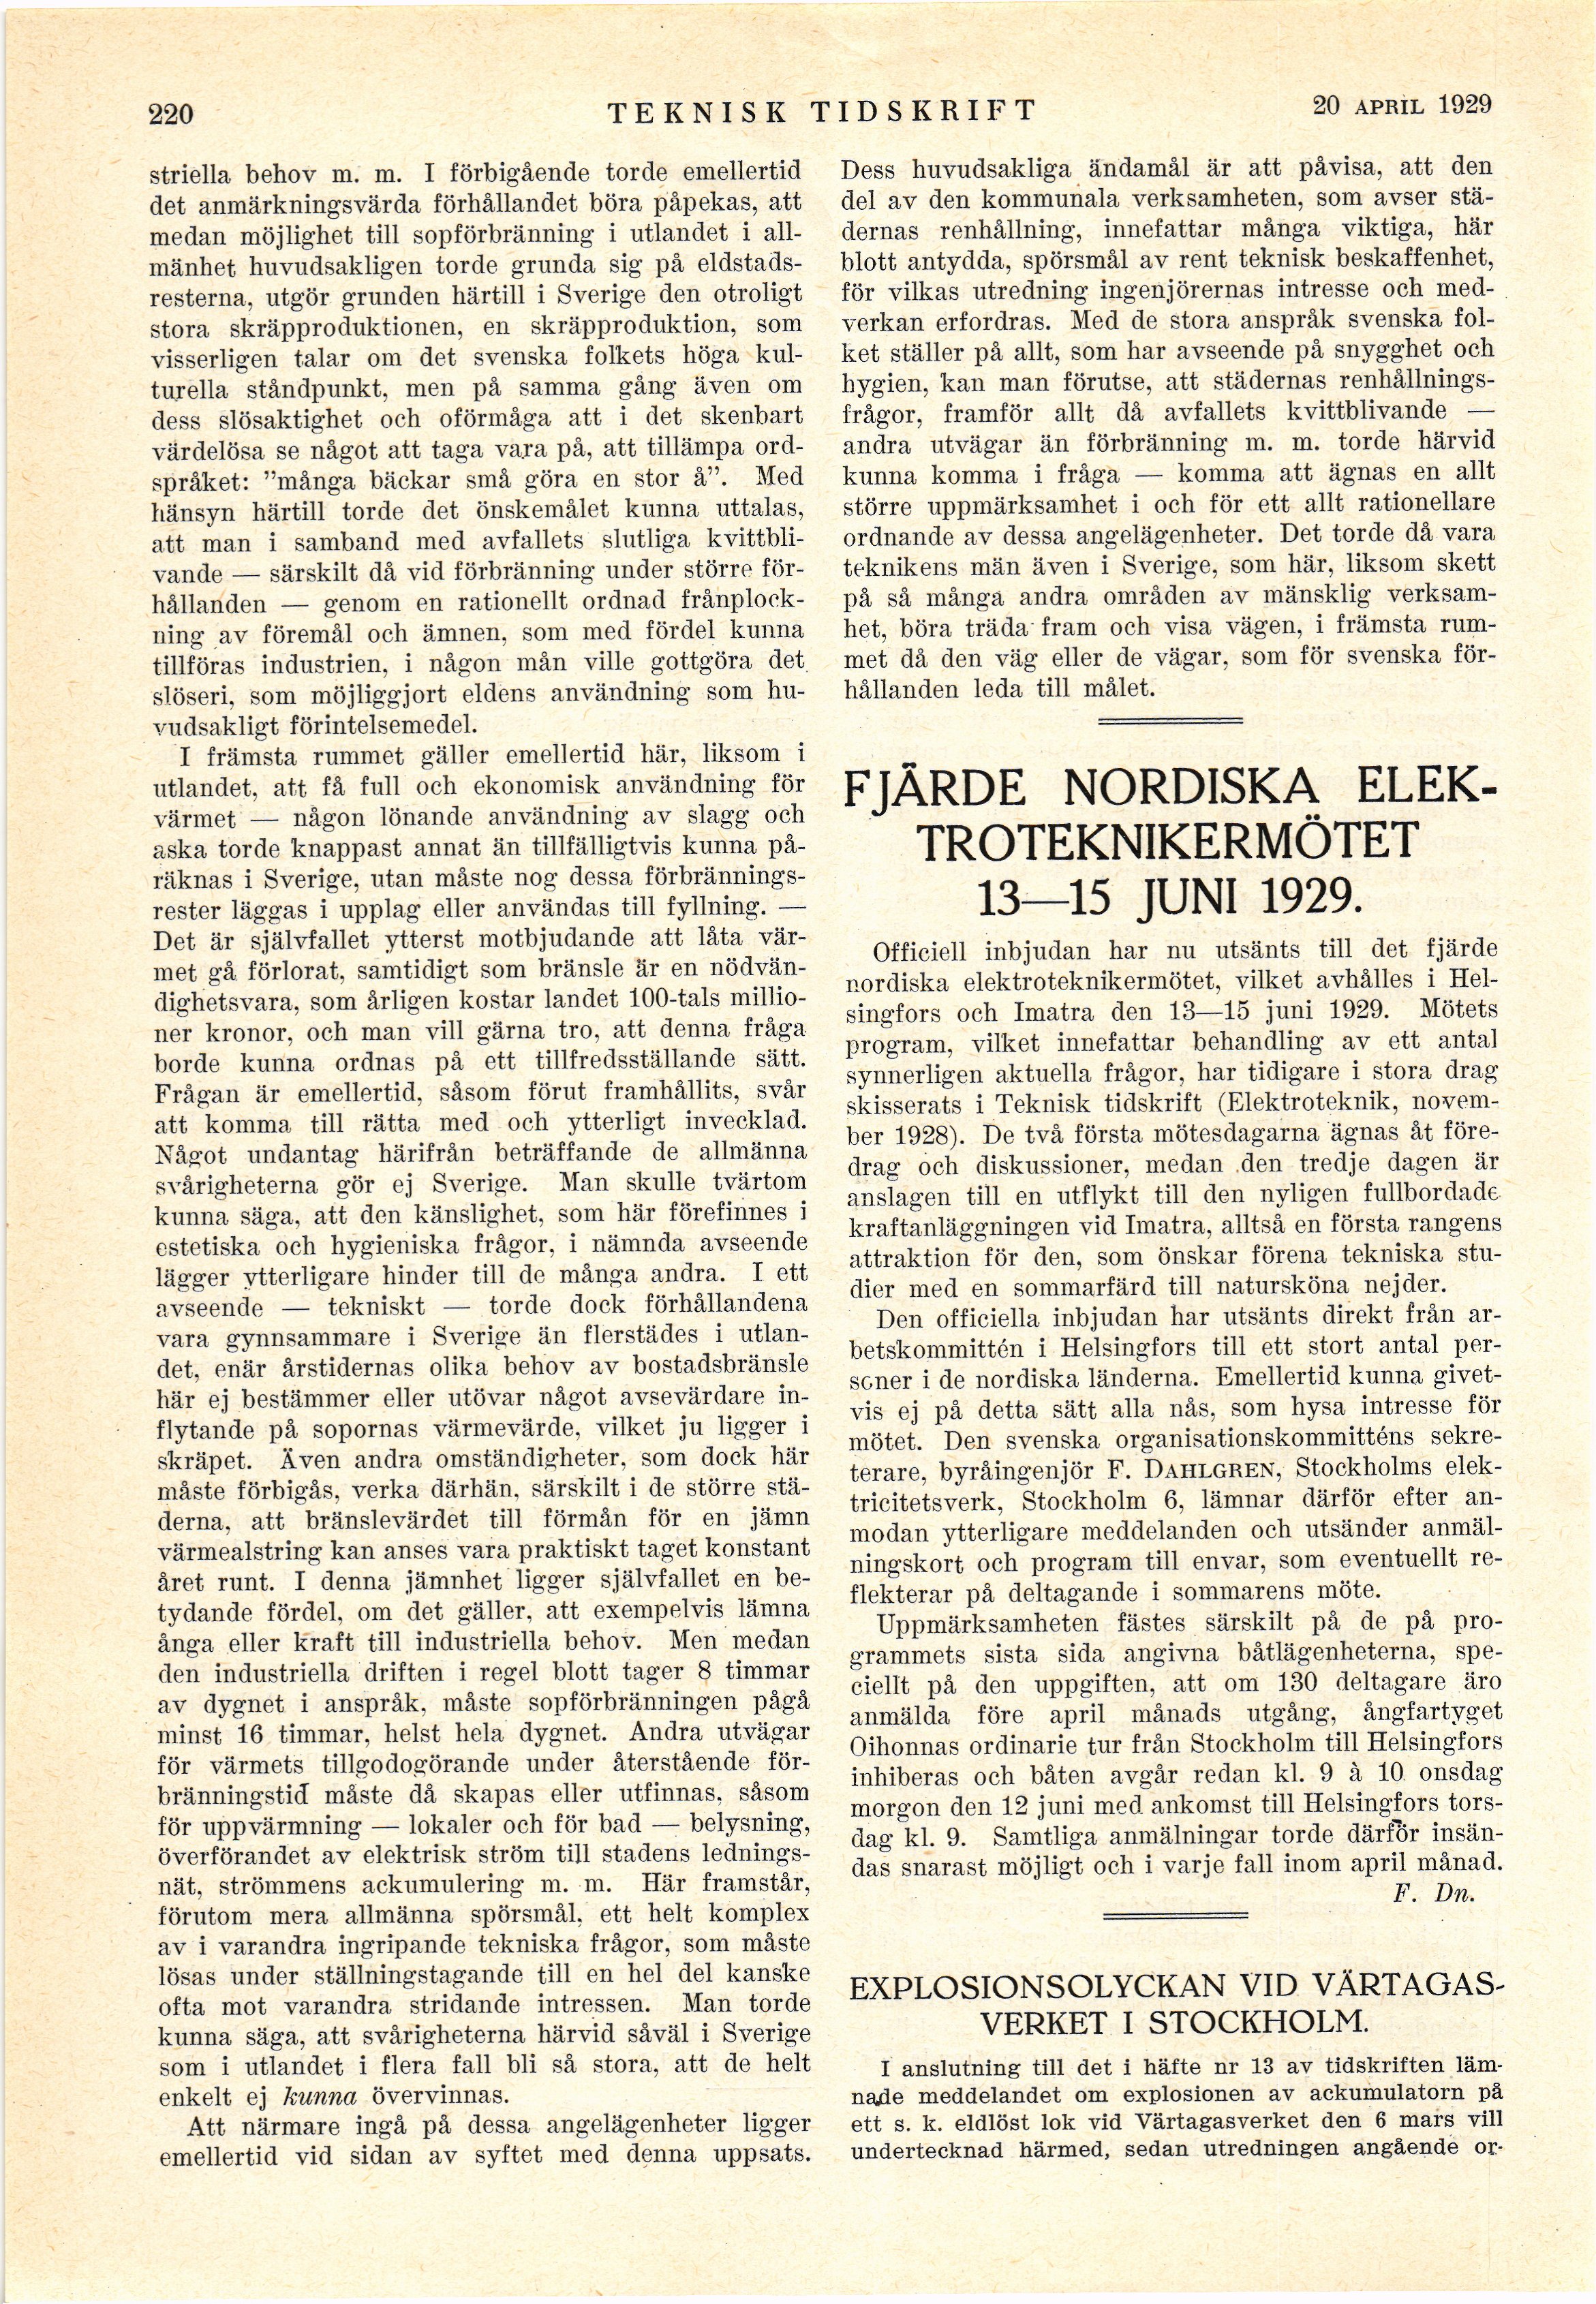 220
TEKNISK TIDSKRIFT
20 APRIL 1929
striella behov m. m. I förbigående torde emellertid
det anmärkningsvärda förhållandet böra påpekas, att
medan möjlighet till sopförbränning i utlandet i all-
mänhet huvudsakligen torde grunda sig på eldstads-
resterna, utgör grunden härtill i Sverige den otroligt
stora skräpproduktionen, en skräpproduktion, som
visserligen talar om det svenska folkets höga kul-
turella ståndpunkt, men på samma gång även om
dess slösaktighet och oförmåga att i det skenbart
värdelösa se något att taga vara på, att tillämpa ord-
språket: ”många bäckar små göra en stor å”. Med
hänsyn härtill torde det önskemålet kunna uttalas,
att man i samband med avfallets slutliga kvittbli-
vande — särskilt då vid förbränning under större för-
hållanden — genom en rationellt ordnad frånplock-
ning av föremål och ämnen, som med fördel kunna
tillföras industrien, i någon mån ville gottgöra det
slöseri, som möjliggjort eldens användning som hu-
vudsakligt förintelsemedel.
I främsta rummet gäller emellertid här, liksom i
utlandet, att få full och ekonomisk användning för
värmet — någon lönande användning av slagg och
aska torde knappast annat än tillfälligtvis kunna på-
räknas i Sverige, utan måste nog dessa förbrännings-
rester läggas i upplag eller användas till fyllning. —
Det är självfallet ytterst motbjudande att låta vär-
met gå förlorat, samtidigt som bränsle är en nödvän-
dighetsvara, som årligen kostar landet 100-tals millio-
ner kronor, och man vill gärna tro, att denna fråga
borde kunna ordnas på ett tillfredsställande sätt.
Frågan är emellertid, såsom förut framhållits, svår
att komma till rätta med och ytterligt invecklad.
Något undantag härifrån beträffande de allmänna
svårigheterna gör ej Sverige. Man skulle tvärtom
kunna säga, att den känslighet, som här förefinnes i
estetiska och hygieniska frågor, i nämnda avseende
lägger ytterligare hinder till de många andra. I ett
avseende — tekniskt — torde dock förhållandena
vara gynnsammare i Sverige än flerstädes i utlan-
det, enär årstidernas olika behov av bostadsbränsle
här ej bestämmer eller utövar något avsevärdare in-
flytande på sopornas värmevärde, vilket ju ligger i
skräpet. Även andra omständigheter, som dock här
måste förbigås, verka därhän, särskilt i de större stä-
derna, att bränslevärdet till förmån för en jämn
värmealstring kan anses vara praktiskt taget konstant
året runt. I denna jämnhet ligger självfallet en be-
tydande fördel, om det gäller, att exempelvis lämna
ånga eller kraft till industriella behov. Men medan
den industriella driften i regel blott tager 8 timmar
av dygnet i anspråk, måste sopförbränningen pågå
minst 16 timmar, helst hela dygnet. Andra utvägar
för värmets tillgodogörande under återstående för-
bränningstid måste då skapas eller utfinnas, såsom
för uppvärmning — lokaler och för bad — belysning,
överförandet av elektrisk ström till stadens lednings-
nät, strömmens ackumulering m. m. Här framstår,
förutom mera allmänna spörsmål, ett helt komplex
av i varandra ingripande tekniska frågor, som måste
lösas under ställningstagande till en hel del kanske
ofta mot varandra stridande intressen. Man torde
kunna säga, att svårigheterna härvid såväl i Sverige
som i utlandet i flera fall bli så stora, att de helt
enkelt ej kunna övervinnas.
Att närmare ingå på dessa angelägenheter ligger
emellertid vid sidan av syftet med denna uppsats.
Dess huvudsakliga ändamål är att påvisa, att den
del av den kommunala verksamheten, som avser stä-
dernas renhållning, innefattar många viktiga, här
blott antydda, spörsmål av rent teknisk beskaffenhet,
för vilkas utredning ingenjörernas intresse och med-
verkan erfordras. Med de stora anspråk svenska fol-
ket ställer på allt, som har avseende på snygghet och
hygien, kan man förutse, att städernas renhållnings-
frågor, framför allt då avfallets kvittblivande —
andra utvägar än förbränning m. m. torde härvid
kunna komma i fråga — komma att ägnas en allt
större uppmärksamhet i och för ett allt rationellare
ordnande av dessa angelägenheter. Det torde då vara
teknikens män även i Sverige, som här, liksom skett
på så många andra områden av mänsklig verksam-
het, böra träda fram och visa vägen, i främsta rum-
met då den väg eller de vägar, som för svenska för-
hållanden leda till målet.
FJÄRDE NORDISKA ELEK-
TROTEKNIKERMÖTET
13—15 JUNI 1929.
Officiell inbjudan har nu utsänts till det fjärde
nordiska elektroteknikermötet, vilket avhålles i Hel-
singfors och Imatra den 13—15 juni 1929. Mötets
program, vilket innefattar behandling av ett antal
synnerligen aktuella frågor, har tidigare i stora drag
skisserats i Teknisk tidskrift (Elektroteknik, novem-
ber 1928). De två första mötesdagarna ägnas åt före-
drag och diskussioner, medan den tredje dagen är
anslagen till en utflykt till den nyligen fullbordade
kraftanläggningen vid Imatra, alltså en första rangens
attraktion för den, som önskar förena tekniska stu-
dier med en sommarfärd till natursköna nejder.
Den officiella inbjudan har utsänts direkt från ar-
betskommittén i Helsingfors till ett stort antal per-
soner i de nordiska länderna. Emellertid kunna givet-
vis ej på detta sätt alla nås, som hysa intresse för
mötet. Den svenska organisationskommitténs sekre-
terare, byråingenjör F. DAHLGREN, Stockholms elek-
tricitetsverk, Stockholm 6, lämnar därför efter an-
modan ytterligare meddelanden och utsänder anmäl-
ningskort och program till envar, som eventuellt re-
flekterar på deltagande i sommarens möte.
Uppmärksamheten fästes särskilt på de på pro-
grammets sista sida angivna båtlägenheterna, spe-
ciellt på den uppgiften, att om 130 deltagare äro
anmälda före april månads utgång, ångfartyget
Oihonnas ordinarie tur från Stockholm till Helsingfors
inhiberas och båten avgår redan kl. 9 à 10 onsdag
morgon den 12 juni med ankomst till Helsingfors tors-
dag kl. 9. Samtliga anmälningar torde därför insän-
das snarast möjligt och i varje fall inom april månad.
F. Dn.
EXPLOSIONSOLYCKAN VID VÄRTAGAS-
VERKET I STOCKHOLM.
I anslutning till det i häfte nr 13 av tidskriften läm-
nade meddelandet om explosionen av ackumulatorn på
ett s. k. eldlöst lok vid Värtagasverket den 6 mars vill
undertecknad härmed, sedan utredningen angående or-